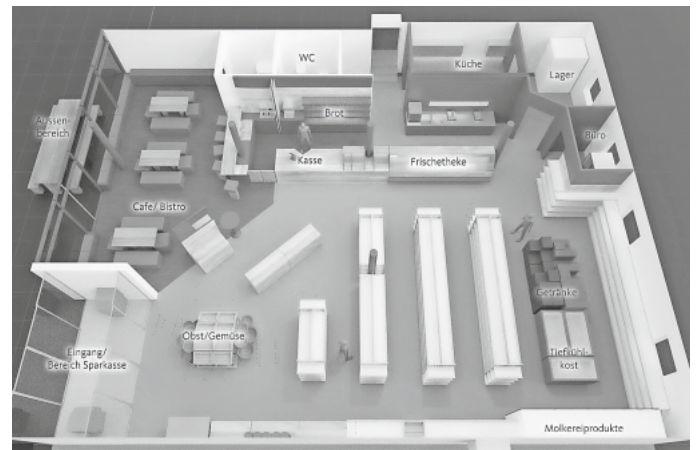 WC
Küche
Lager
Aussen-
bereich
Brot
Büro
Kasse
Frischetheke
Cafe/ Bistro
Getränke
Obst/Gemüse
Eingang/
Bereich Sparkasse
Tiefkühl-
kost
Molkereiprodukte